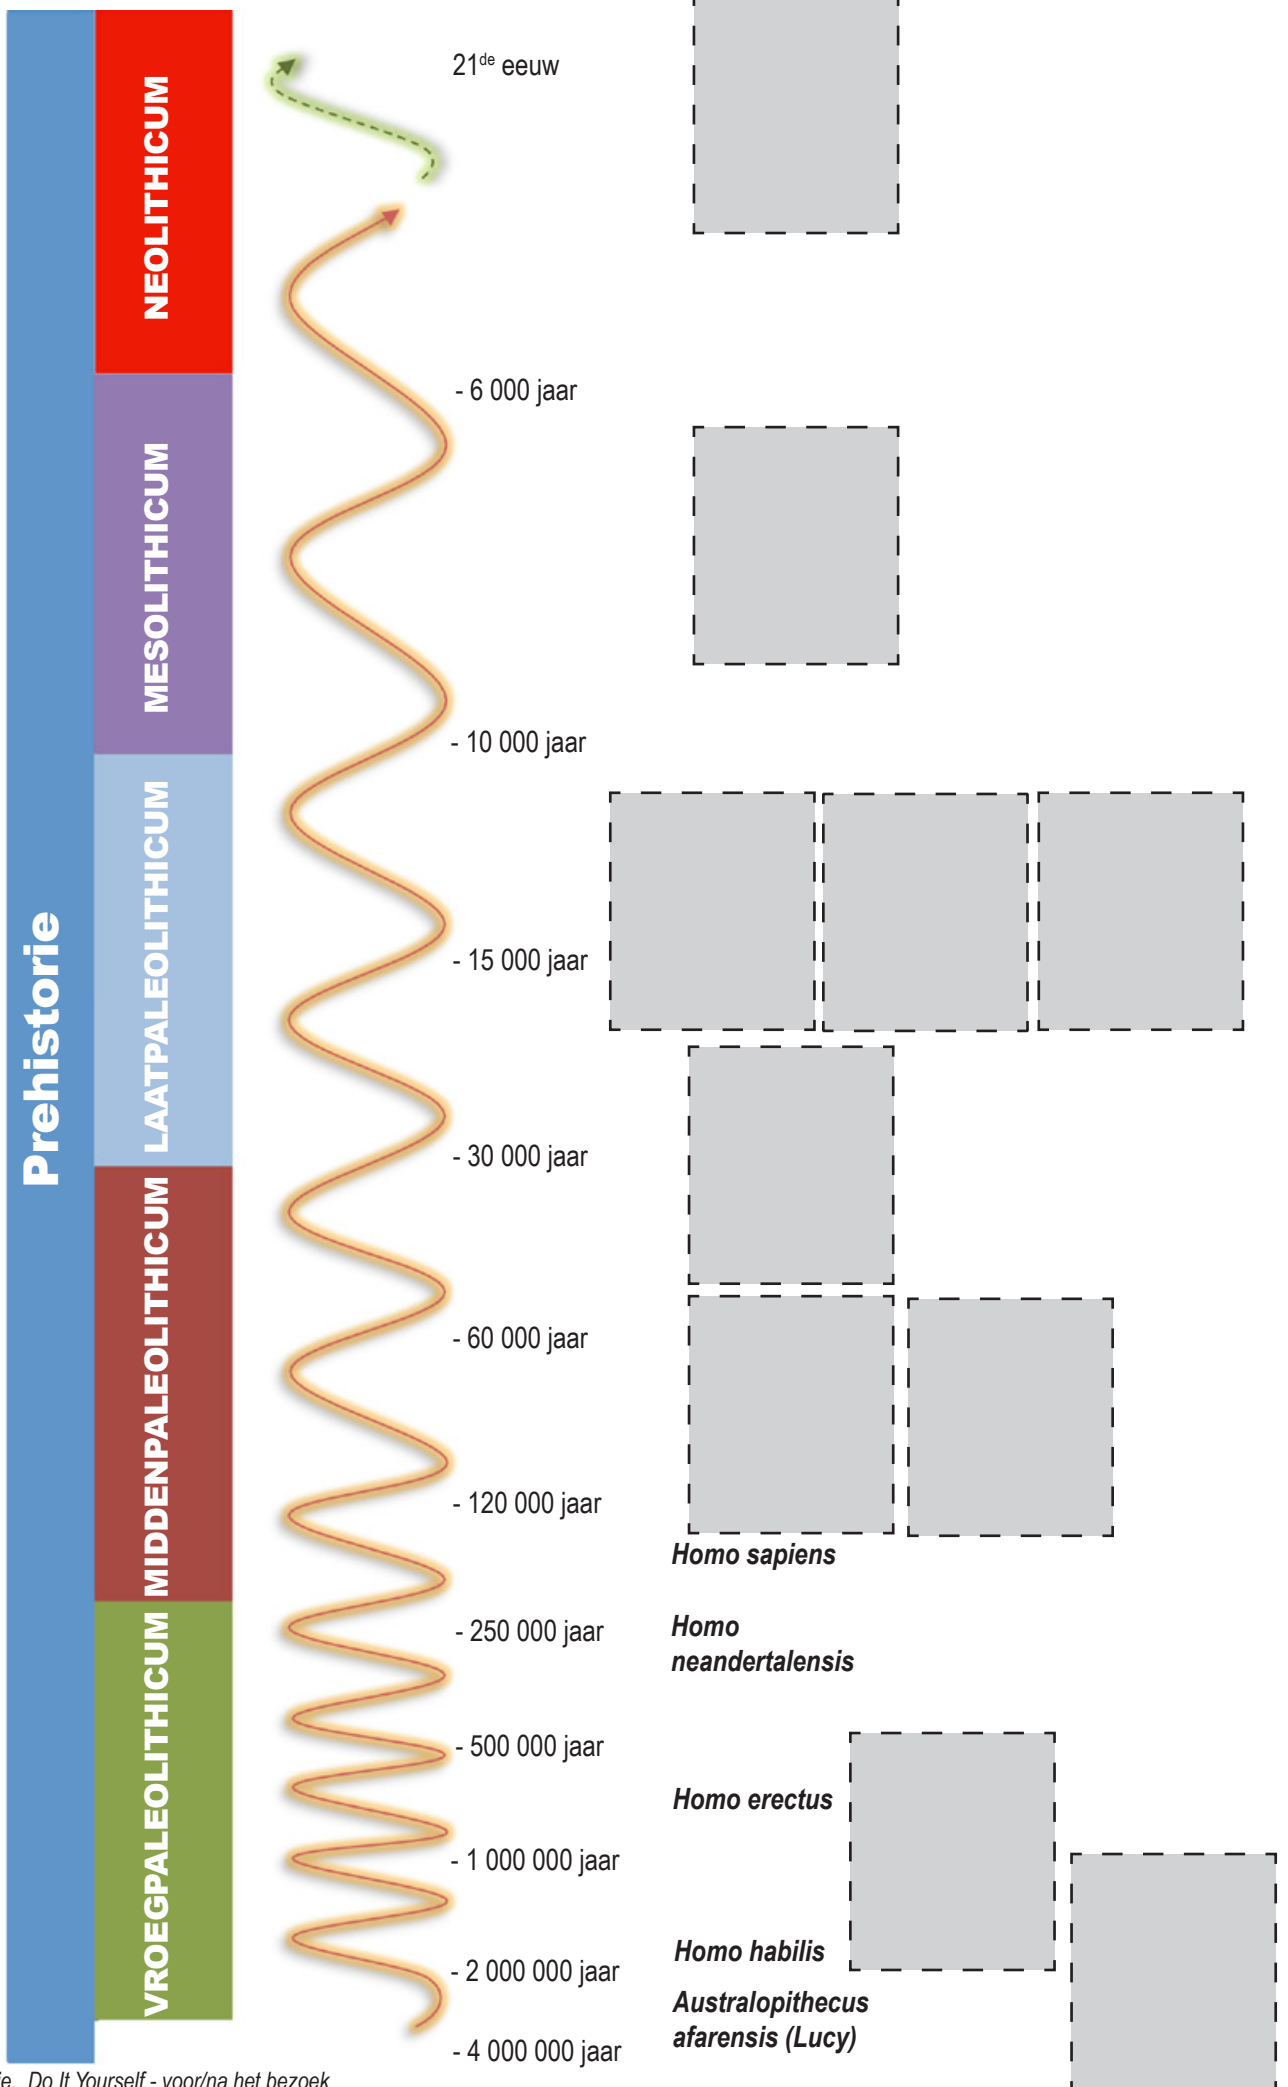 Prehistorie
NEOLITHICUM
MESOLITHICUM
LAATPALEOLITHICUM
MIDDENPALEOLITHICUM
VROEGPALEOLITHICUM
21de eeuw
- 6 000 jaar
- 10 000 jaar
- 15 000 jaar
- 30 000 jaar
- 60 000 jaar
- 120 000 jaar
Homo sapiens
- 250 000 jaar
Homo
neandertalensis
- 500 000 jaar
Homo erectus
- 1 000 000 jaar
Homo habilis
- 2 000 000 jaar
Australopithecus
afarensis (Lucy)
- 4 000 000 jaar
Do It Yourself - voor/na het bezoek